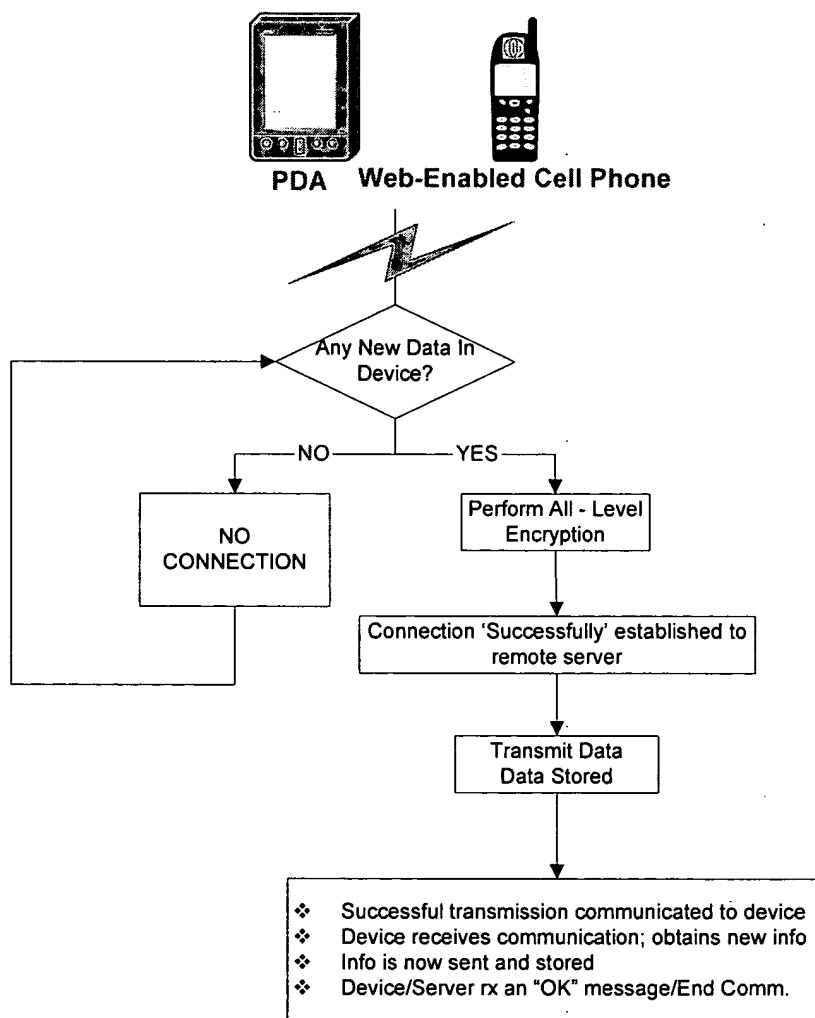 PDA
Web-Enabled Cell Phone
Any New Data In
Device?
NO
YES
NO
CONNECTION
Perform All - Level
Encryption
Connection ‘Successfully’ established to
remote server
Transmit Data
Data Stored
❖ Successful transmission communicated to device
❖ Device receives communication; obtains new info
❖ Info is now sent and stored
❖ Device/Server rx an "OK" message/End Comm.